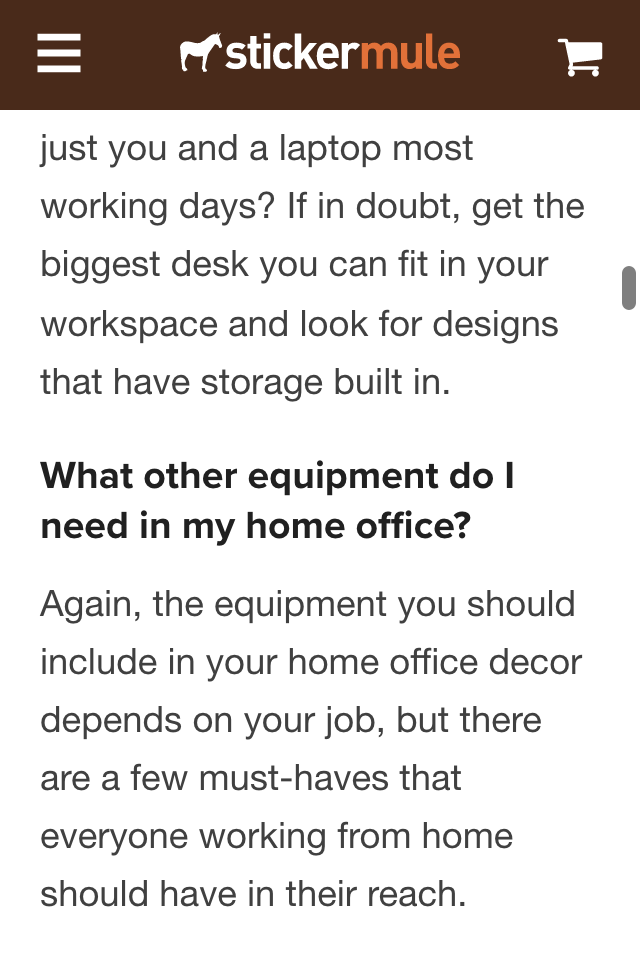 stickermule
just you and a laptop most
working days? If in doubt, get the
biggest desk you can fit in your
workspace and look for designs
that have storage built in.
What other equipment do I
need in my home office?
Again, the equipment you should
include in your home office decor
depends on your job, but there
are a few must-haves that
everyone working from home
should have in their reach.